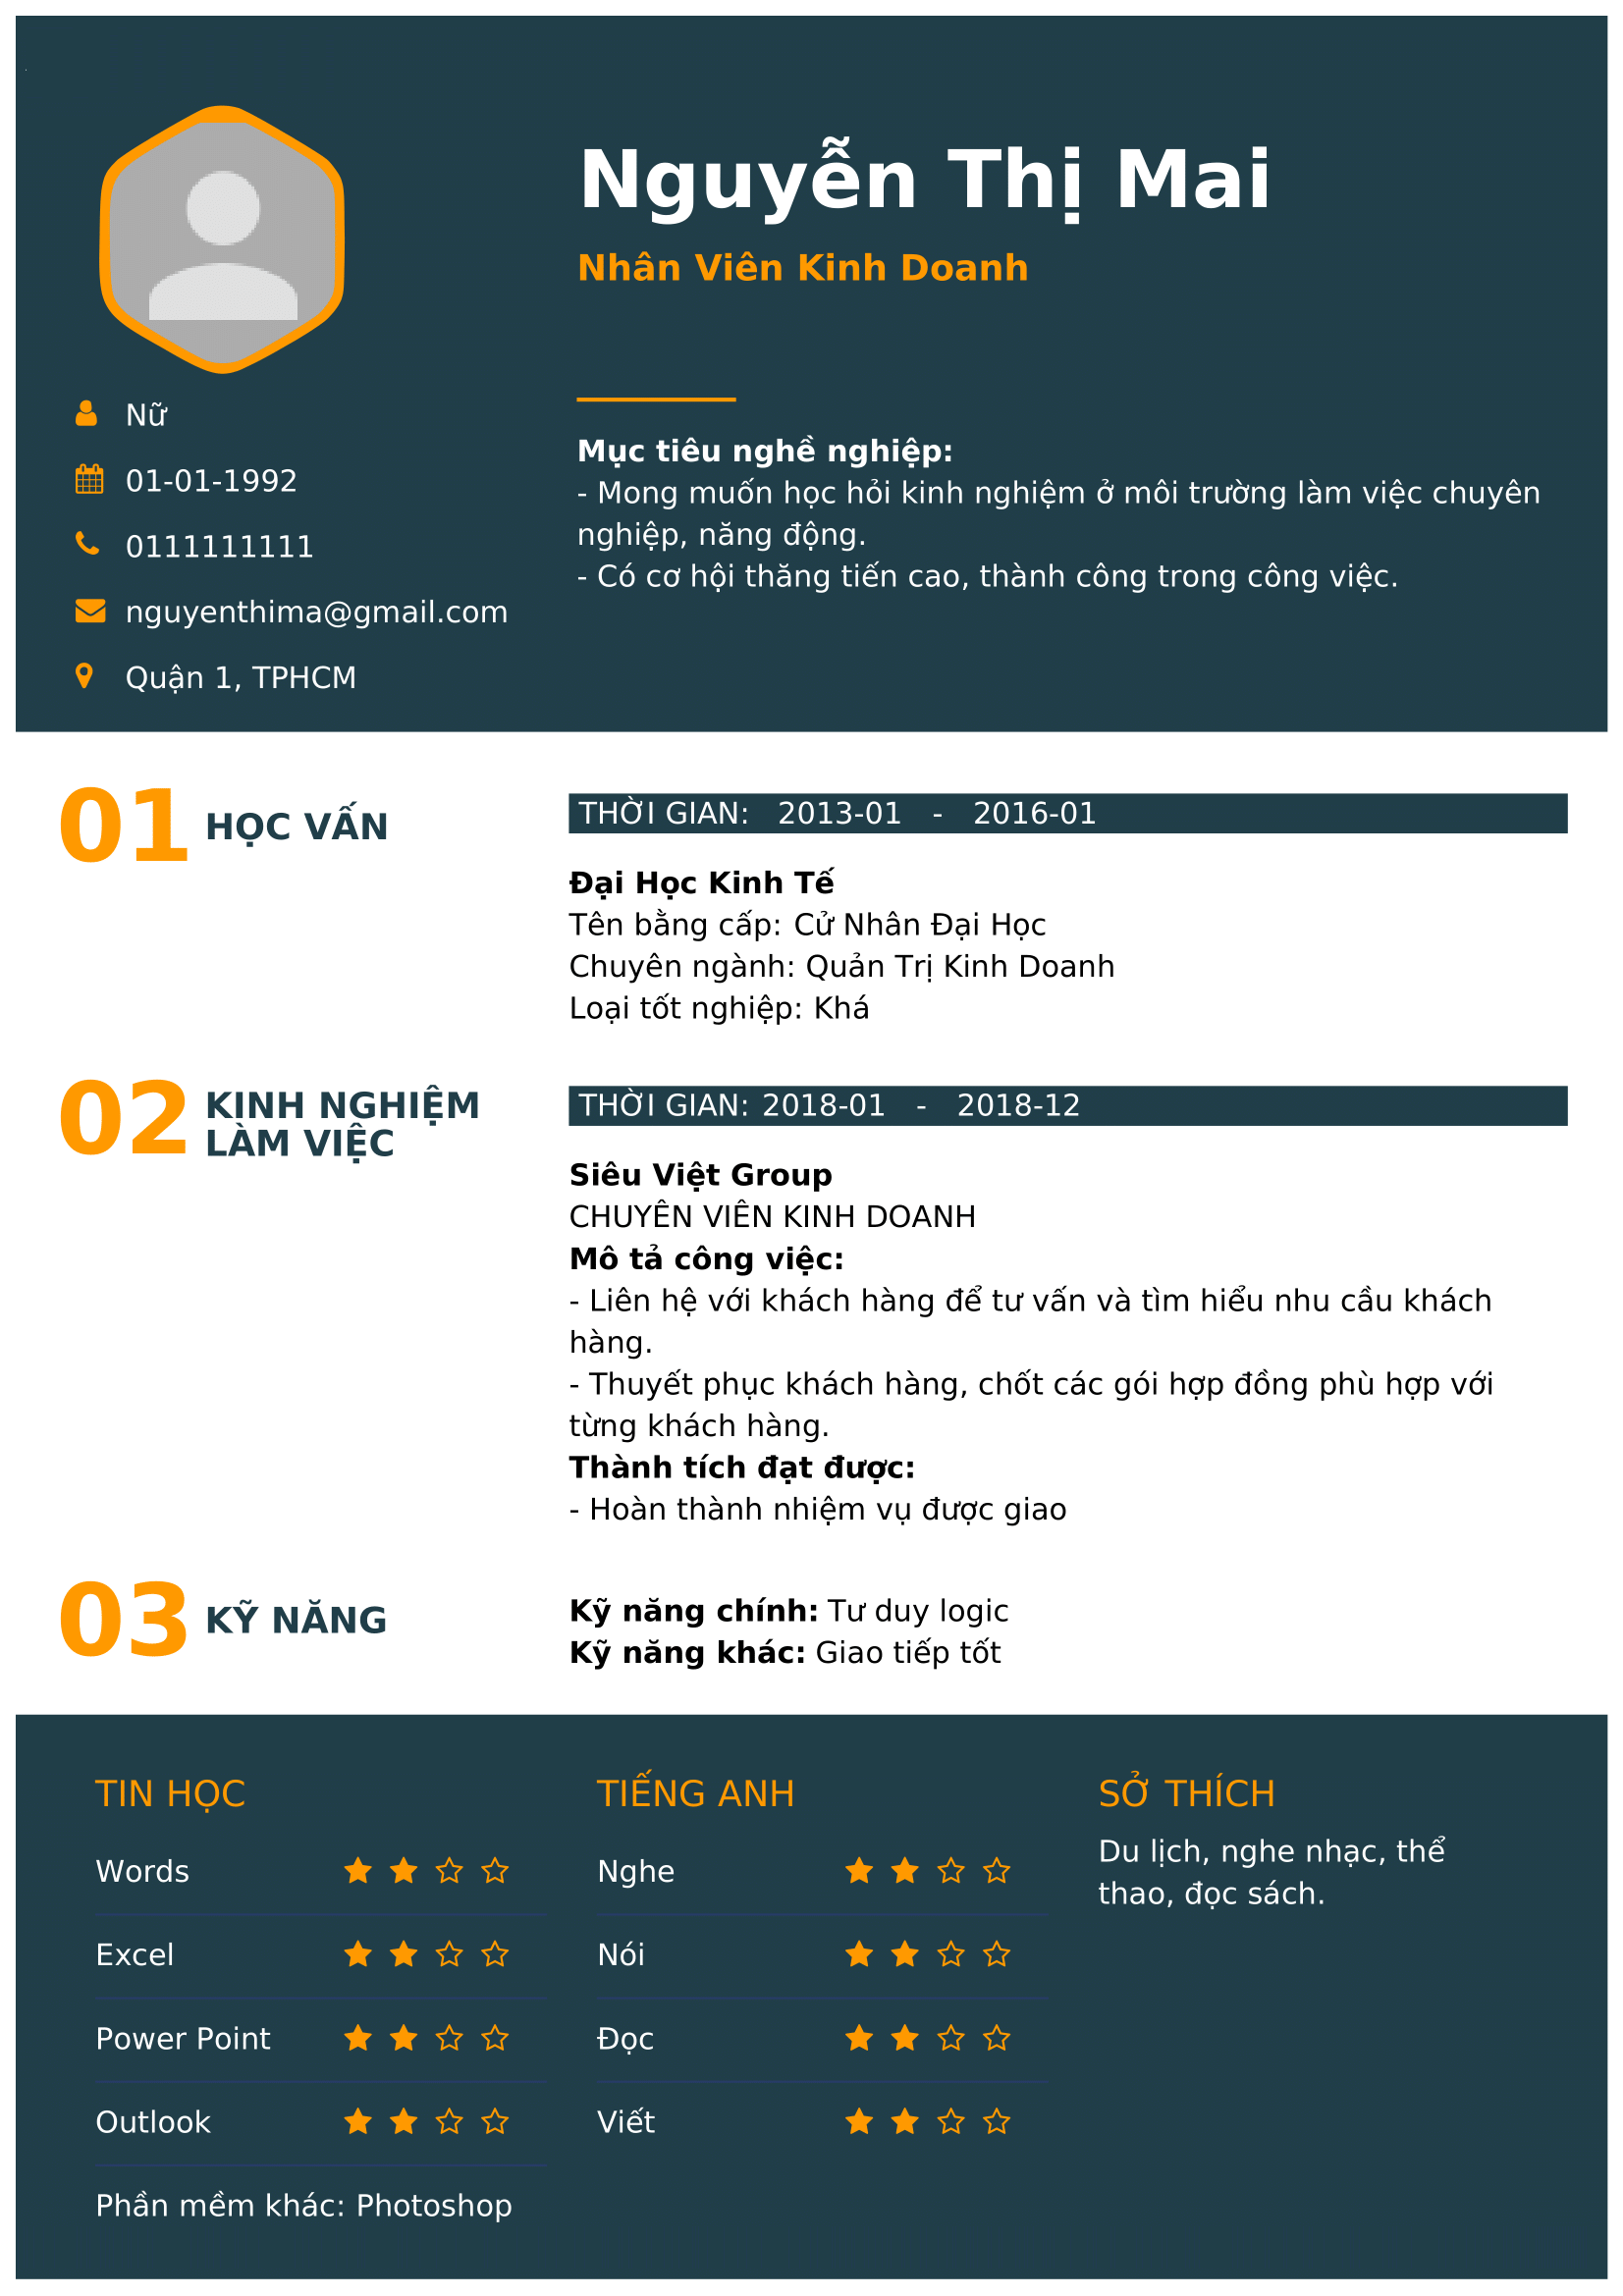 Nguyễn Thị Mai
Nhân Viên Kinh Doanh
Nữ
01-01-1992
0111111111
nguyenthima@gmail.com
Quận 1, TPHCM
Mục tiêu nghề nghiệp:
- Mong muốn học hỏi kinh nghiệm ở môi trường làm việc chuyên
nghiệp, năng động.
- Có cơ hội thăng tiến cao, thành công trong công việc.
01 HỌC VẤN
THỜI GIAN: 2013-01 - 2016-01
Đại Học Kinh Tế
Tên bằng cấp: Cử Nhân Đại Học
Chuyên ngành: Quản Trị Kinh Doanh
Loại tốt nghiệp: Khá
02 KINH NGHIỆM
LÀM VIỆC
THỜI GIAN: 2018-01 - 2018-12
Siêu Việt Group
CHUYÊN VIÊN KINH DOANH
Mô tả công việc:
- Liên hệ với khách hàng để tư vấn và tìm hiểu nhu cầu khách
hàng.
- Thuyết phục khách hàng, chốt các gói hợp đồng phù hợp với
từng khách hàng.
Thành tích đạt được:
- Hoàn thành nhiệm vụ được giao
03 KỸ NĂNG
Kỹ năng chính: Tư duy logic
Kỹ năng khác: Giao tiếp tốt
TIN HỌC
Words
Excel
Power Point
Outlook
Phần mềm khác: Photoshop
TIẾNG ANH
Nghe
Nói
Đọc
Viết
SỞ THÍCH
Du lịch, nghe nhạc, thể
thao, đọc sách.